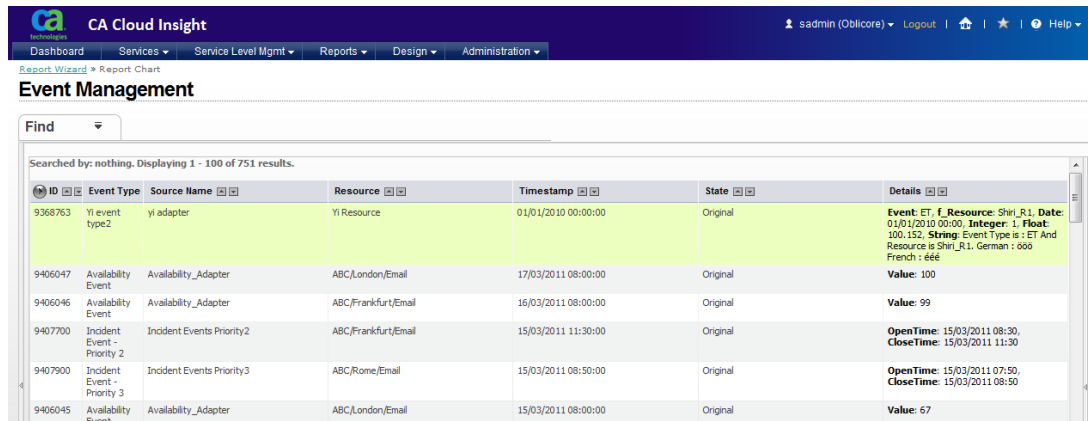 ca
technologies
CA Cloud Insight
sadmin (Oblicore) Logout | | | Help
Dashboard Services Service Level Mgmt Reports Design Administration
Report Wizard » Report Chart
Event Management
Find
Searched by: nothing. Displaying 1 - 100 of 751 results.
ID Event Type Source Name Resource Timestamp State Details
9368763 Yi event type2 yi adapter Yi Resource 01/01/2010 00:00:00 Original Event: ET, f_Resource: Shiri_R1, Date:
01/01/2010 00:00, Integer: 1, Float:
100.152, String: Event Type is : ET And
Resource is Shiri_R1. German : ööö
French : ééé
9406047 Availability Event Availability_Adapter ABC/London/Email 17/03/2011 08:00:00 Original Value: 100
9406046 Availability Event Availability_Adapter ABC/Frankfurt/Email 16/03/2011 08:00:00 Original Value: 99
9407700 Incident Event - Priority 2 Incident Events Priority2 ABC/Frankfurt/Email 15/03/2011 11:30:00 Original OpenTime: 15/03/2011 08:30,
CloseTime: 15/03/2011 11:30
9407900 Incident Event - Priority 3 Incident Events Priority3 ABC/Rome/Email 15/03/2011 08:50:00 Original OpenTime: 15/03/2011 07:50,
CloseTime: 15/03/2011 08:50
9406045 Availability Event Availability_Adapter ABC/London/Email 15/03/2011 08:00:00 Original Value: 67